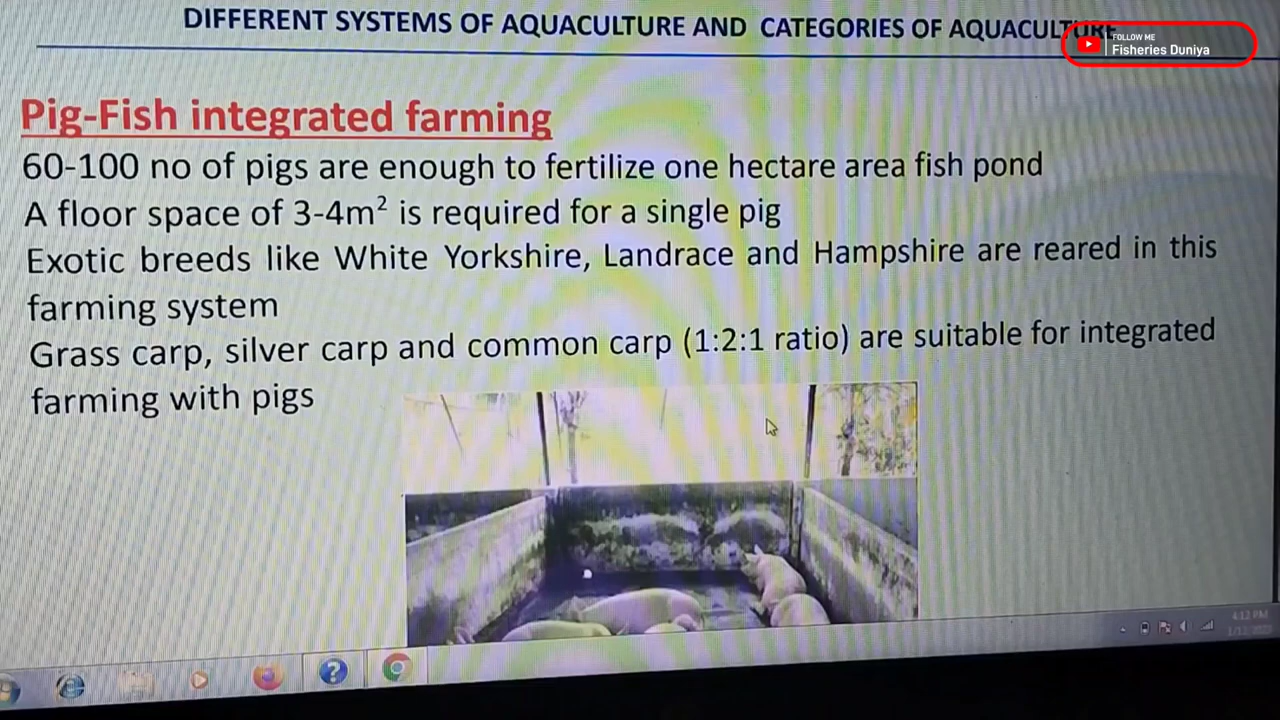 DIFFERENT SYSTEMS OF AQUACULTURE AND CATEGORIES OF AQUACULTURE
FOLLOW ME
Fisheries Duniya
Pig-Fish integrated farming
60-100 no of pigs are enough to fertilize one hectare area fish pond
A floor space of 3-4m² is required for a single pig
Exotic breeds like White Yorkshire, Landrace and Hampshire are reared in this
farming system
Grass carp, silver carp and common carp (1:2:1 ratio) are suitable for integrated
farming with pigs
4:12 PM